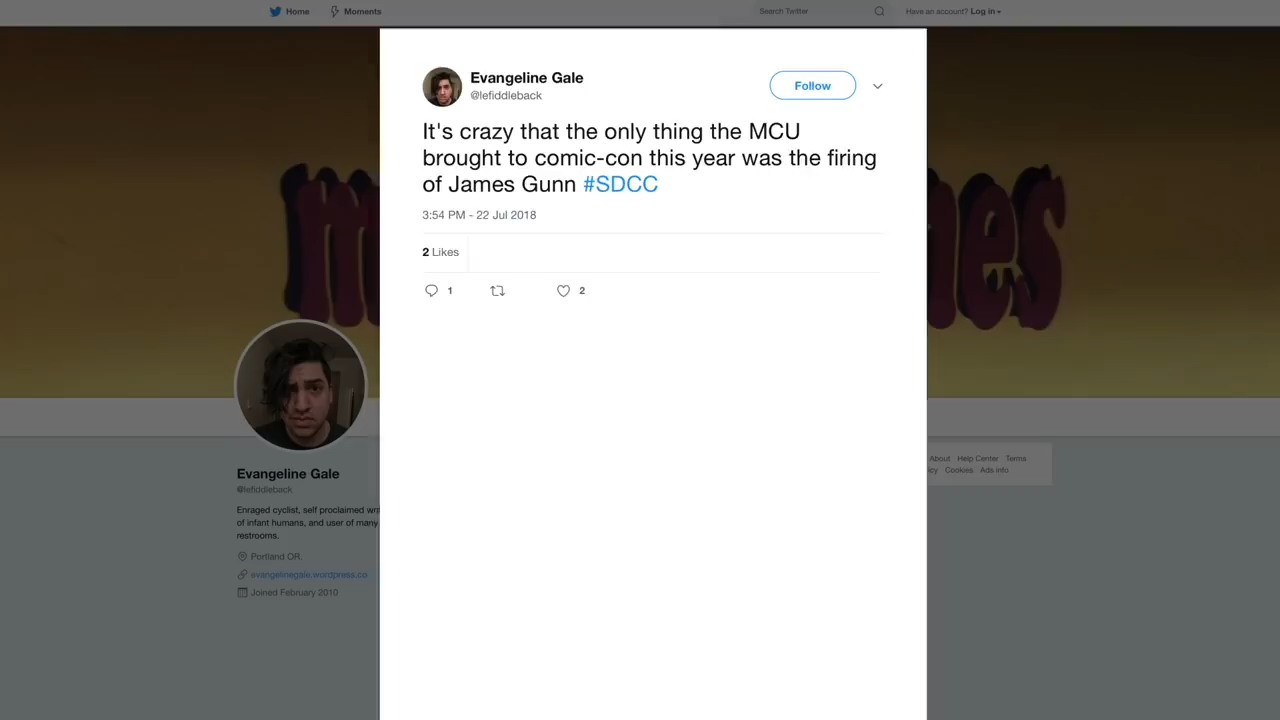 Home
Moments
Search Twitter
Have an account? Log in
Evangeline Gale
@lefiddleback
Follow
It's crazy that the only thing the MCU
brought to comic-con this year was the firing
of James Gunn #SDCC
3:54 PM - 22 Jul 2018
2 Likes
1
2
Evangeline Gale
@lefiddleback
Enraged cyclist, self proclaimed
of infant humans, and user of many
restrooms.
Portland OR.
evangelinegale.wordpress.co
Joined February 2010
About Help Center Terms
Cookies Ads info